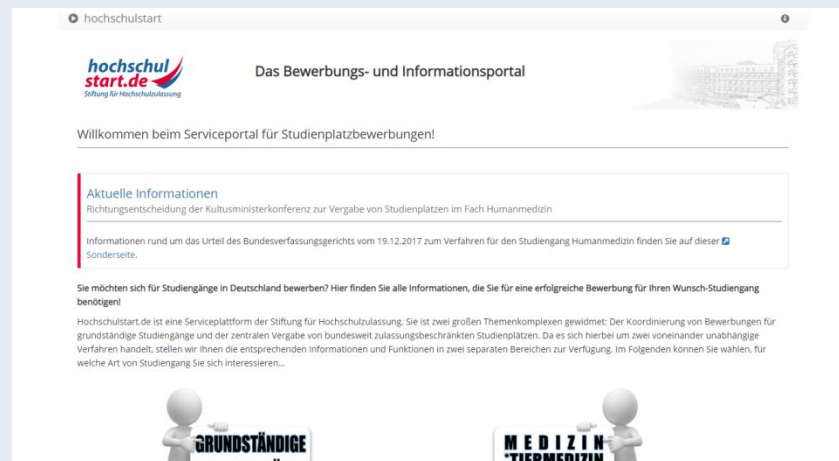 hochschulstart
hochschul
start.de
Stiftung für Hochschulzulassung
Das Bewerbungs- und Informationsportal
Willkommen beim Serviceportal für Studienplatzbewerbungen!
Aktuelle Informationen
Richtungsentscheidung der Kultusministerkonferenz zur Vergabe von Studienplätzen im Fach Humanmedizin
Informationen rund um das Urteil des Bundesverfassungsgerichts vom 19.12.2017 zum Verfahren für den Studiengang Humanmedizin finden Sie auf dieser
Sonderseite.
Sie möchten sich für Studiengänge in Deutschland bewerben? Hier finden Sie alle Informationen, die Sie für eine erfolgreiche Bewerbung für Ihren Wunsch-Studiengang
benötigen!
Hochschulstart.de ist eine Serviceplattform der Stiftung für Hochschulzulassung. Sie ist zwei großen Themenkomplexen gewidmet: Der Koordinierung von Bewerbungen für
grundständige Studiengänge und der zentralen Vergabe von bundesweit zulassungsbeschränkten Studienplätzen. Da es sich hierbei um zwei voneinander unabhängige
Verfahren handelt, stellen wir Ihnen die entsprechenden Informationen und Funktionen in zwei separaten Bereichen zur Verfügung. Im Folgenden können Sie wählen, für
welche Art von Studiengang Sie sich interessieren...
GRUNDSTÄNDIGE
MEDIZIN
*TIERMEDIZIN